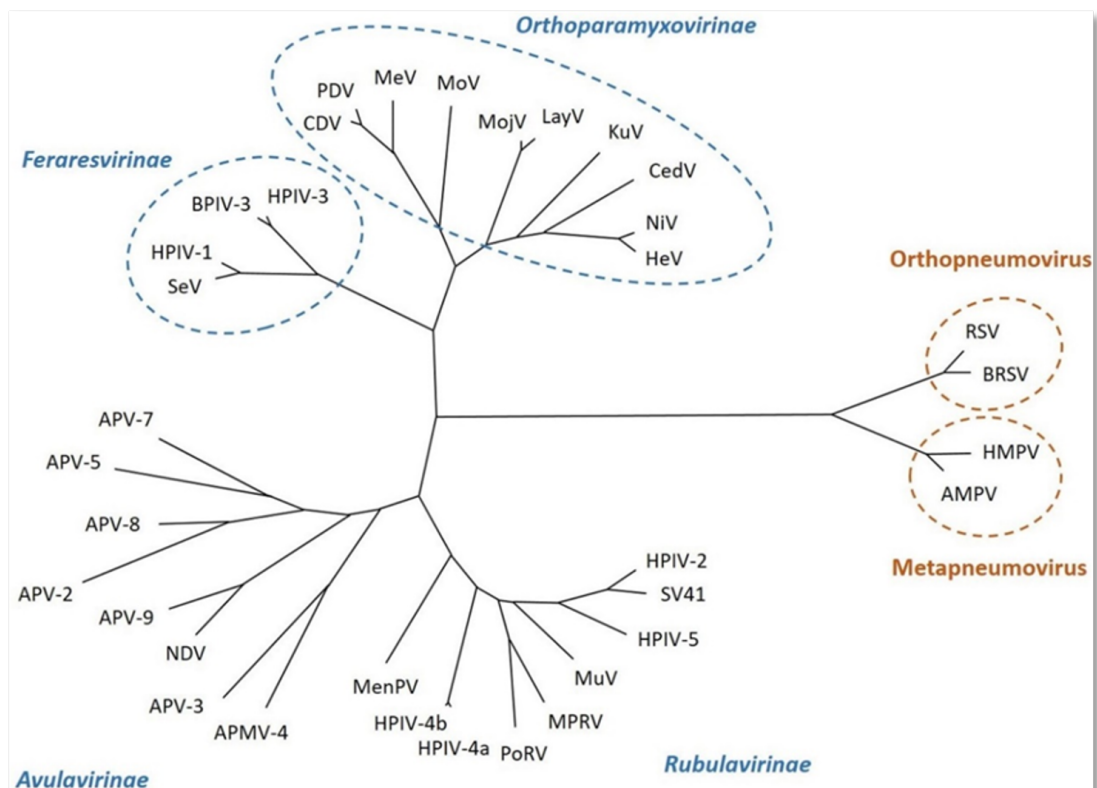 Orthoparamyxovirinae
PDV
MeV
MoV
CDV
MojV
LayV
KuV
CedV
NiV
HeV
Feraresvirinae
BPIV-3
HPIV-3
HPIV-1
SeV
Orthopneumovirus
RSV
BRSV
HMPV
AMPV
Metapneumovirus
APV-7
APV-5
APV-8
APV-2
APV-9
NDV
APV-3
APMV-4
MenPV
HPIV-4b
HPIV-4a
PoRV
MPRV
MuV
HPIV-5
SV41
HPIV-2
Rubulavirinae
Avulavirinae